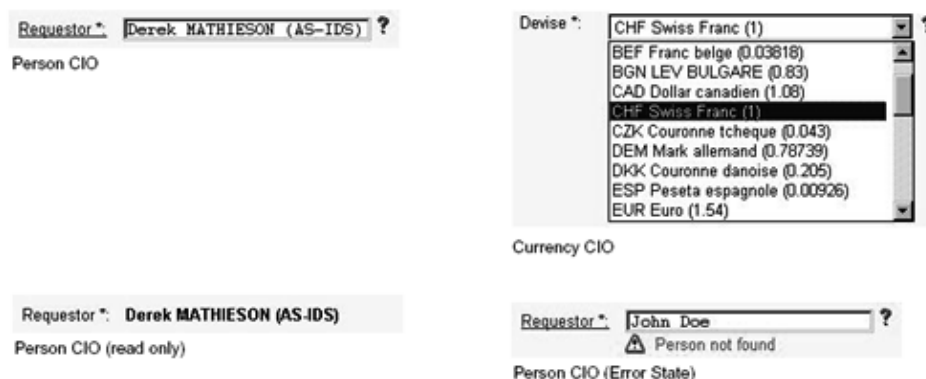 Requestor *: Derek MATHIESON (AS-IDS) ?
Person CIO
Devise *: CHF Swiss Franc (1) ?
BEF Franc belge (0.03818)
BGN LEV BULGARE (0.83)
CAD Dollar canadien (1.08)
CHF Swiss Franc (1)
CZK Couronne tcheque (0.043)
DEM Mark allemand (0.78739)
DKK Couronne danoise (0.205)
ESP Peseta espagnole (0.00926)
EUR Euro (1.54)
Currency CIO
Requestor *: Derek MATHIESON (AS-IDS)
Person CIO (read only)
Requestor *: John Doe ?
Person not found
Person CIO (Error State)